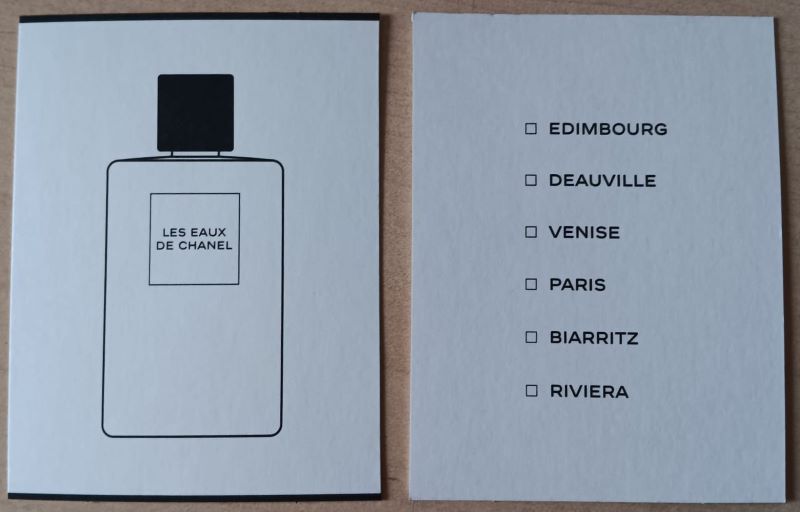 LES EAUX
DE CHANEL
EDIMBOURG
DEAUVILLE
VENISE
PARIS
BIARRITZ
RIVIERA